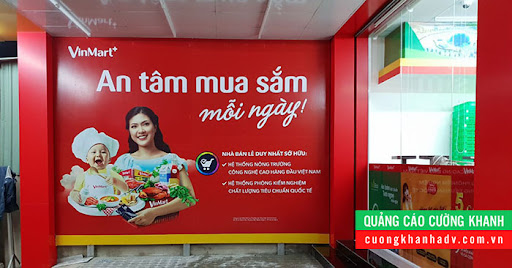 VinMart+
An tâm mua sắm
mỗi ngày!
NHÀ BÁN LẺ DUY NHẤT SỞ HỮU:
HỆ THỐNG NÔNG TRƯỜNG
CÔNG NGHỆ CAO HÀNG ĐẦU VIỆT NAM
HỆ THỐNG PHÒNG KIỂM NGHIỆM
CHẤT LƯỢNG TIÊU CHUẨN QUỐC TẾ
VinMart
VinMart
QUẢNG CÁO CƯỜNG KHANH
cuongkhanhadv.com.vn